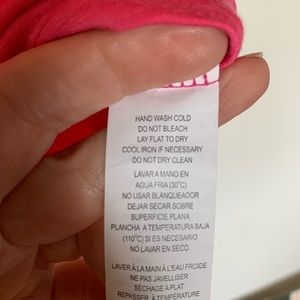 HAND WASH COLD
DO NOT BLEACH
LAY FLAT TO DRY
COOL IRON IF NECESSARY
DO NOT DRY CLEAN
LAVAR A MANO EN
AGUA FRIA (30°C)
NO USAR BLANQUEADOR
DEJAR SECAR SOBRE
SUPERFICIE PLANA
PLANCHA A TEMPERATURA BAJA
(110°C) SI ES NECESARIO
NO LAVAR EN SECO
LAVER À LA MAIN À L'EAU FROIDE
NE PAS JAVELLISER
SÉCHAGE À PLAT
REPASSER À TEMPÉRATURE